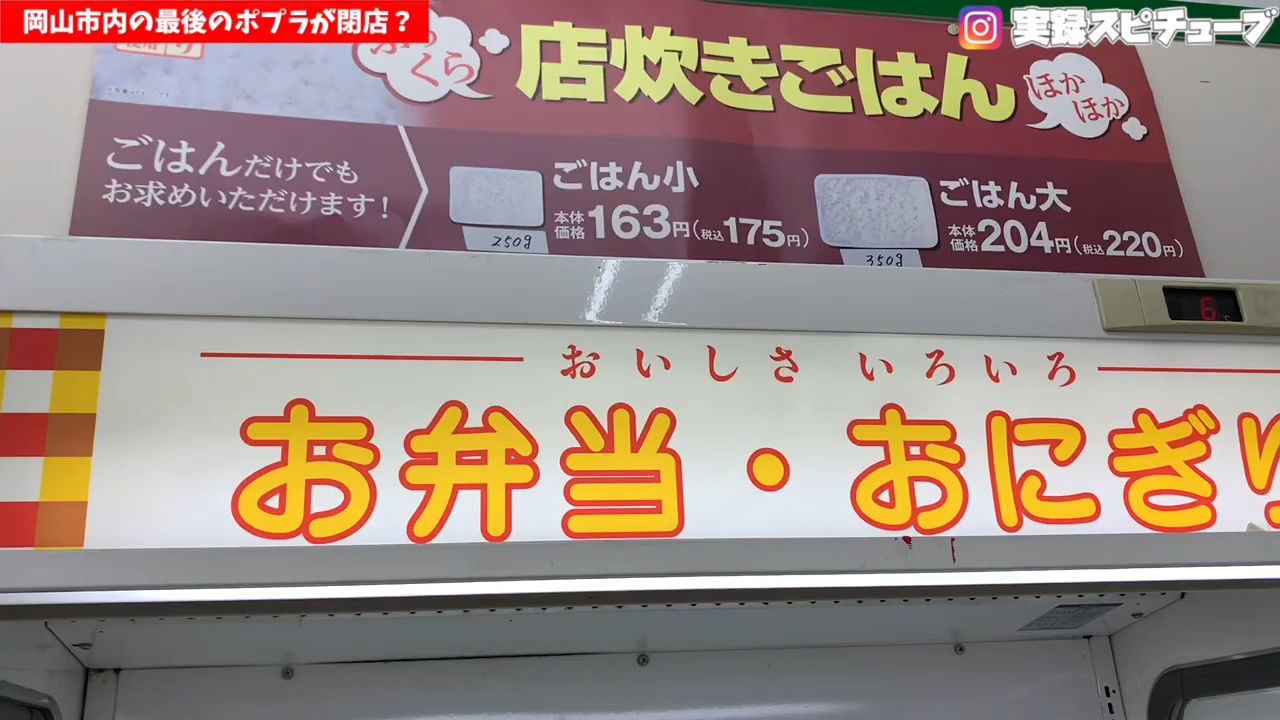 岡山市内の最後のポプラが閉店？
実録スピチューブ
ふっくら
店炊きごはん
ほかほか
ごはんだけでも
お求めいただけます！
ごはん小
本体価格163円(税込175円)
250g
ごはん大
本体価格204円(税込220円)
350g
6
おいしさ いろいろ
お弁当・おにぎり